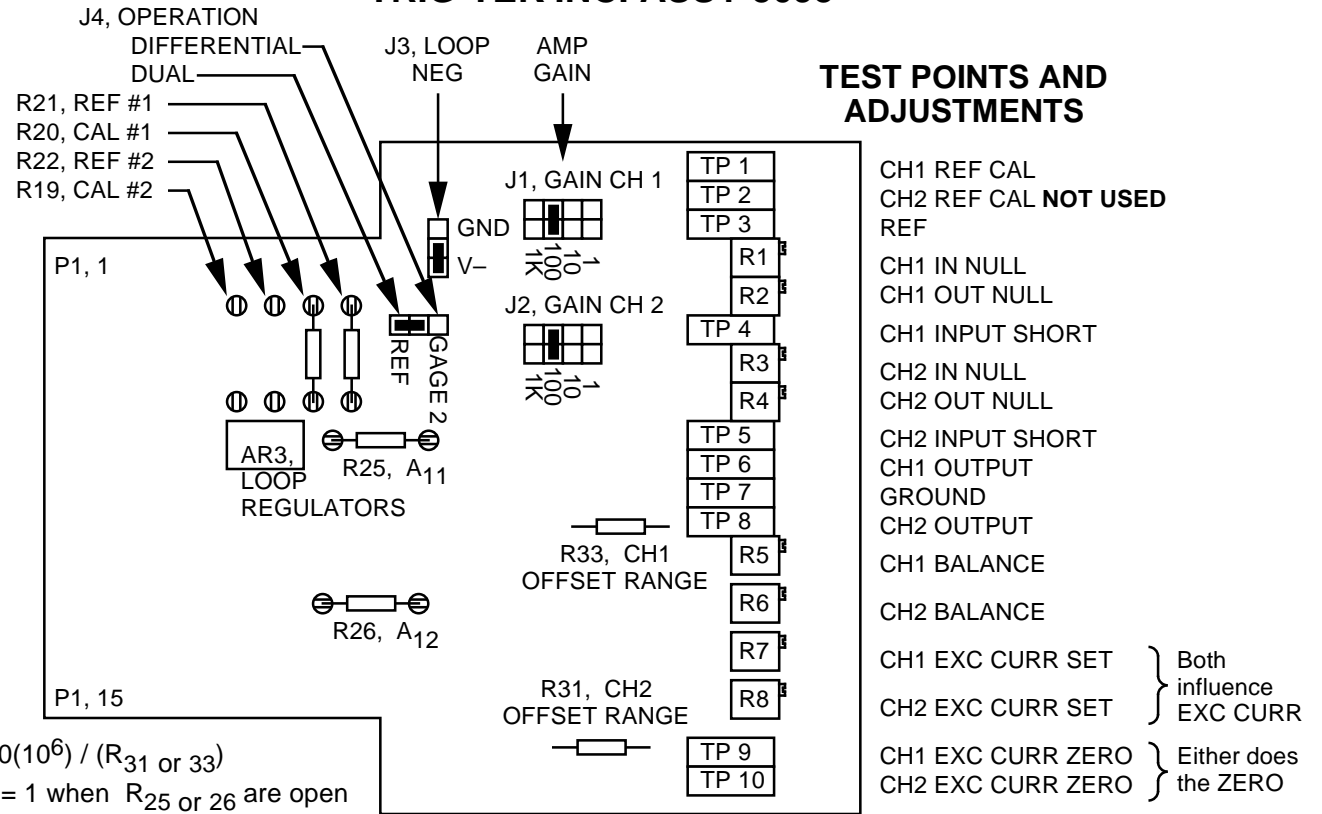 J4, OPERATION
DIFFERENTIAL
DUAL
R21, REF #1
R20, CAL #1
R22, REF #2
R19, CAL #2
J3, LOOP
NEG
AMP
GAIN
TEST POINTS AND
ADJUSTMENTS
P1, 1
GND
V–
J1, GAIN CH 1
1K
100
10
1
J2, GAIN CH 2
1K
100
10
1
REF
GAGE 2
AR3,
LOOP
REGULATORS
R25, A11
R26, A12
R33, CH1
OFFSET RANGE
R31, CH2
OFFSET RANGE
P1, 15
TP 1
TP 2
TP 3
R1
R2
TP 4
R3
R4
TP 5
TP 6
TP 7
TP 8
R5
R6
R7
R8
TP 9
TP 10
CH1 REF CAL
CH2 REF CAL NOT USED
REF
CH1 IN NULL
CH1 OUT NULL
CH1 INPUT SHORT
CH2 IN NULL
CH2 OUT NULL
CH2 INPUT SHORT
CH1 OUTPUT
GROUND
CH2 OUTPUT
CH1 BALANCE
CH2 BALANCE
CH1 EXC CURR SET
CH2 EXC CURR SET
Both
influence
EXC CURR
CH1 EXC CURR ZERO
CH2 EXC CURR ZERO
Either does
the ZERO
0(10⁶) / (R31 or 33)
= 1 when R25 or 26 are open